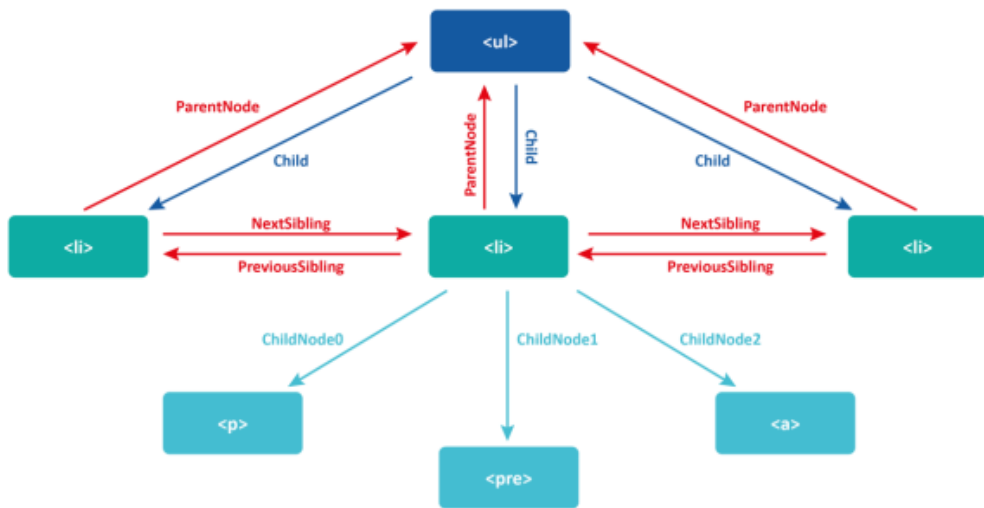 <ul>
ParentNode
Child
ParentNode
Child
ParentNode
Child
<li>
NextSibling
PreviousSibling
<li>
NextSibling
PreviousSibling
<li>
ChildNode0
ChildNode1
ChildNode2
<p>
<pre>
<a>